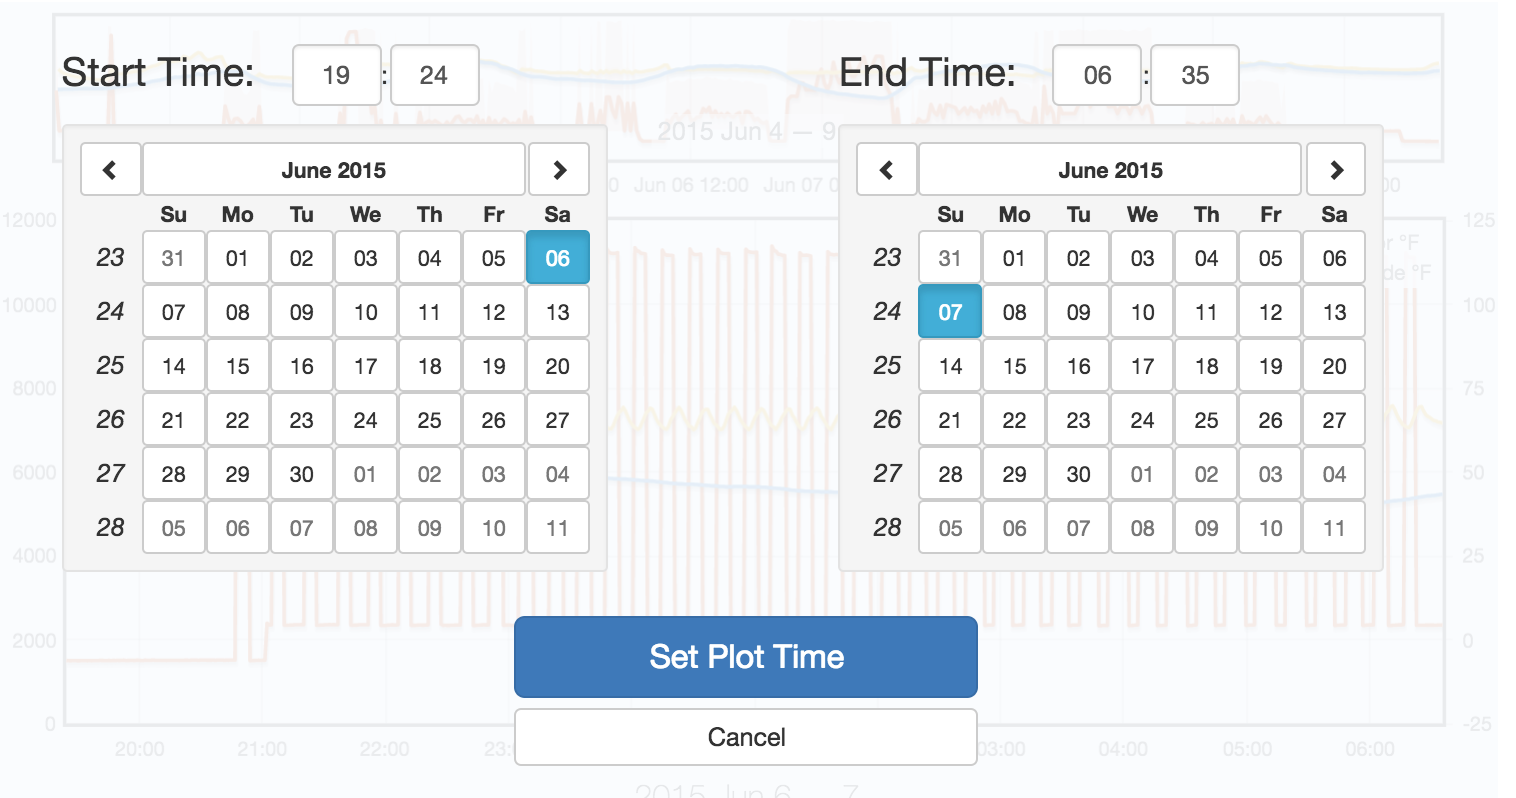 Start Time: 19 : 24
End Time: 06 : 35
2015 Jun 4 — 9
0 Jun 06 12:00 Jun 07 0
00
June 2015
Su Mo Tu We Th Fr Sa
23 31 01 02 03 04 05 06
24 07 08 09 10 11 12 13
25 14 15 16 17 18 19 20
26 21 22 23 24 25 26 27
27 28 29 30 01 02 03 04
28 05 06 07 08 09 10 11
June 2015
Su Mo Tu We Th Fr Sa
23 31 01 02 03 04 05 06
24 07 08 09 10 11 12 13
25 14 15 16 17 18 19 20
26 21 22 23 24 25 26 27
27 28 29 30 01 02 03 04
28 05 06 07 08 09 10 11
12000
10000
8000
6000
4000
2000
0
125
100
75
50
25
0
-25
or °F
de °F
Set Plot Time
Cancel
20:00 21:00 22:00 23: 03:00 04:00 05:00 06:00
2015 Jun 6 — 7